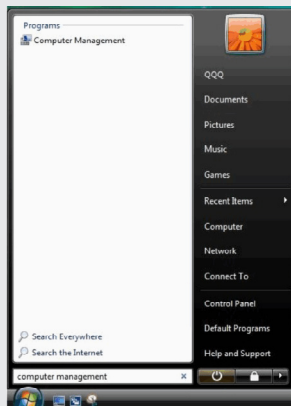 Programs
Computer Management
Search Everywhere
Search the Internet
computer management
QQQ
Documents
Pictures
Music
Games
Recent Items
Computer
Network
Connect To
Control Panel
Default Programs
Help and Support